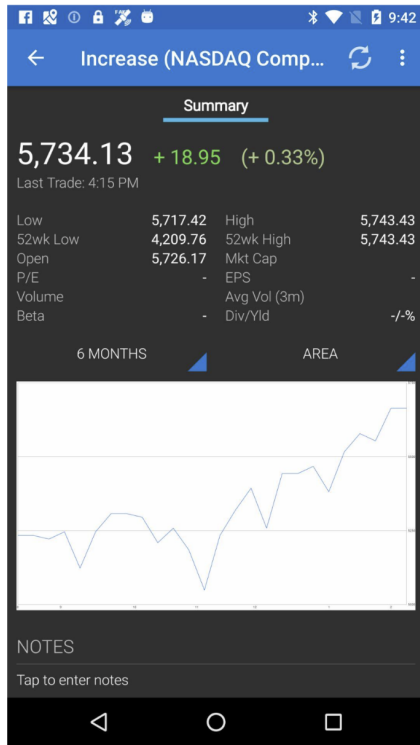 9:42
Increase (NASDAQ Comp...
Summary
5,734.13 + 18.95 (+ 0.33%)
Last Trade: 4:15 PM
Low 5,717.42 High 5,743.43
52wk Low 4,209.76 52wk High 5,743.43
Open 5,726.17 Mkt Cap
P/E - EPS -
Volume Avg Vol (3m)
Beta - Div/Yld -/-%
6 MONTHS AREA
NOTES
Tap to enter notes